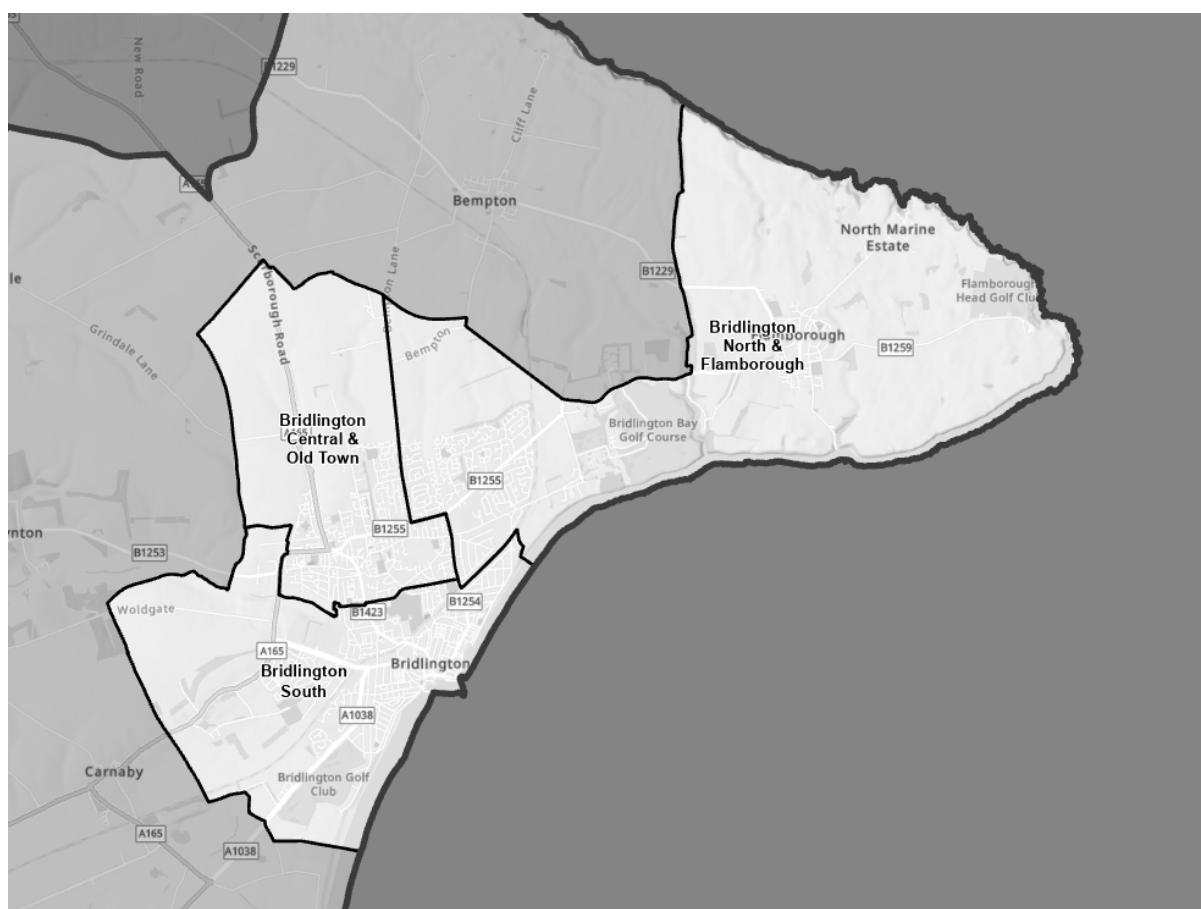 New Road
B1229
Cliff Lane
Bempton
North Marine
Estate
Scarborough Road
B1229
Flamborough
Head Golf Club
Grindale Lane
Bempton
Bridlington
North &
Flamborough
Flamborough
B1259
Bridlington
Central &
Old Town
A165
Bridlington Bay
Golf Course
B1255
B1255
B1253
Woldgate
B1423
B1254
A165
Bridlington
Bridlington
South
A1038
Carnaby
Bridlington Golf
Club
A165
A1038